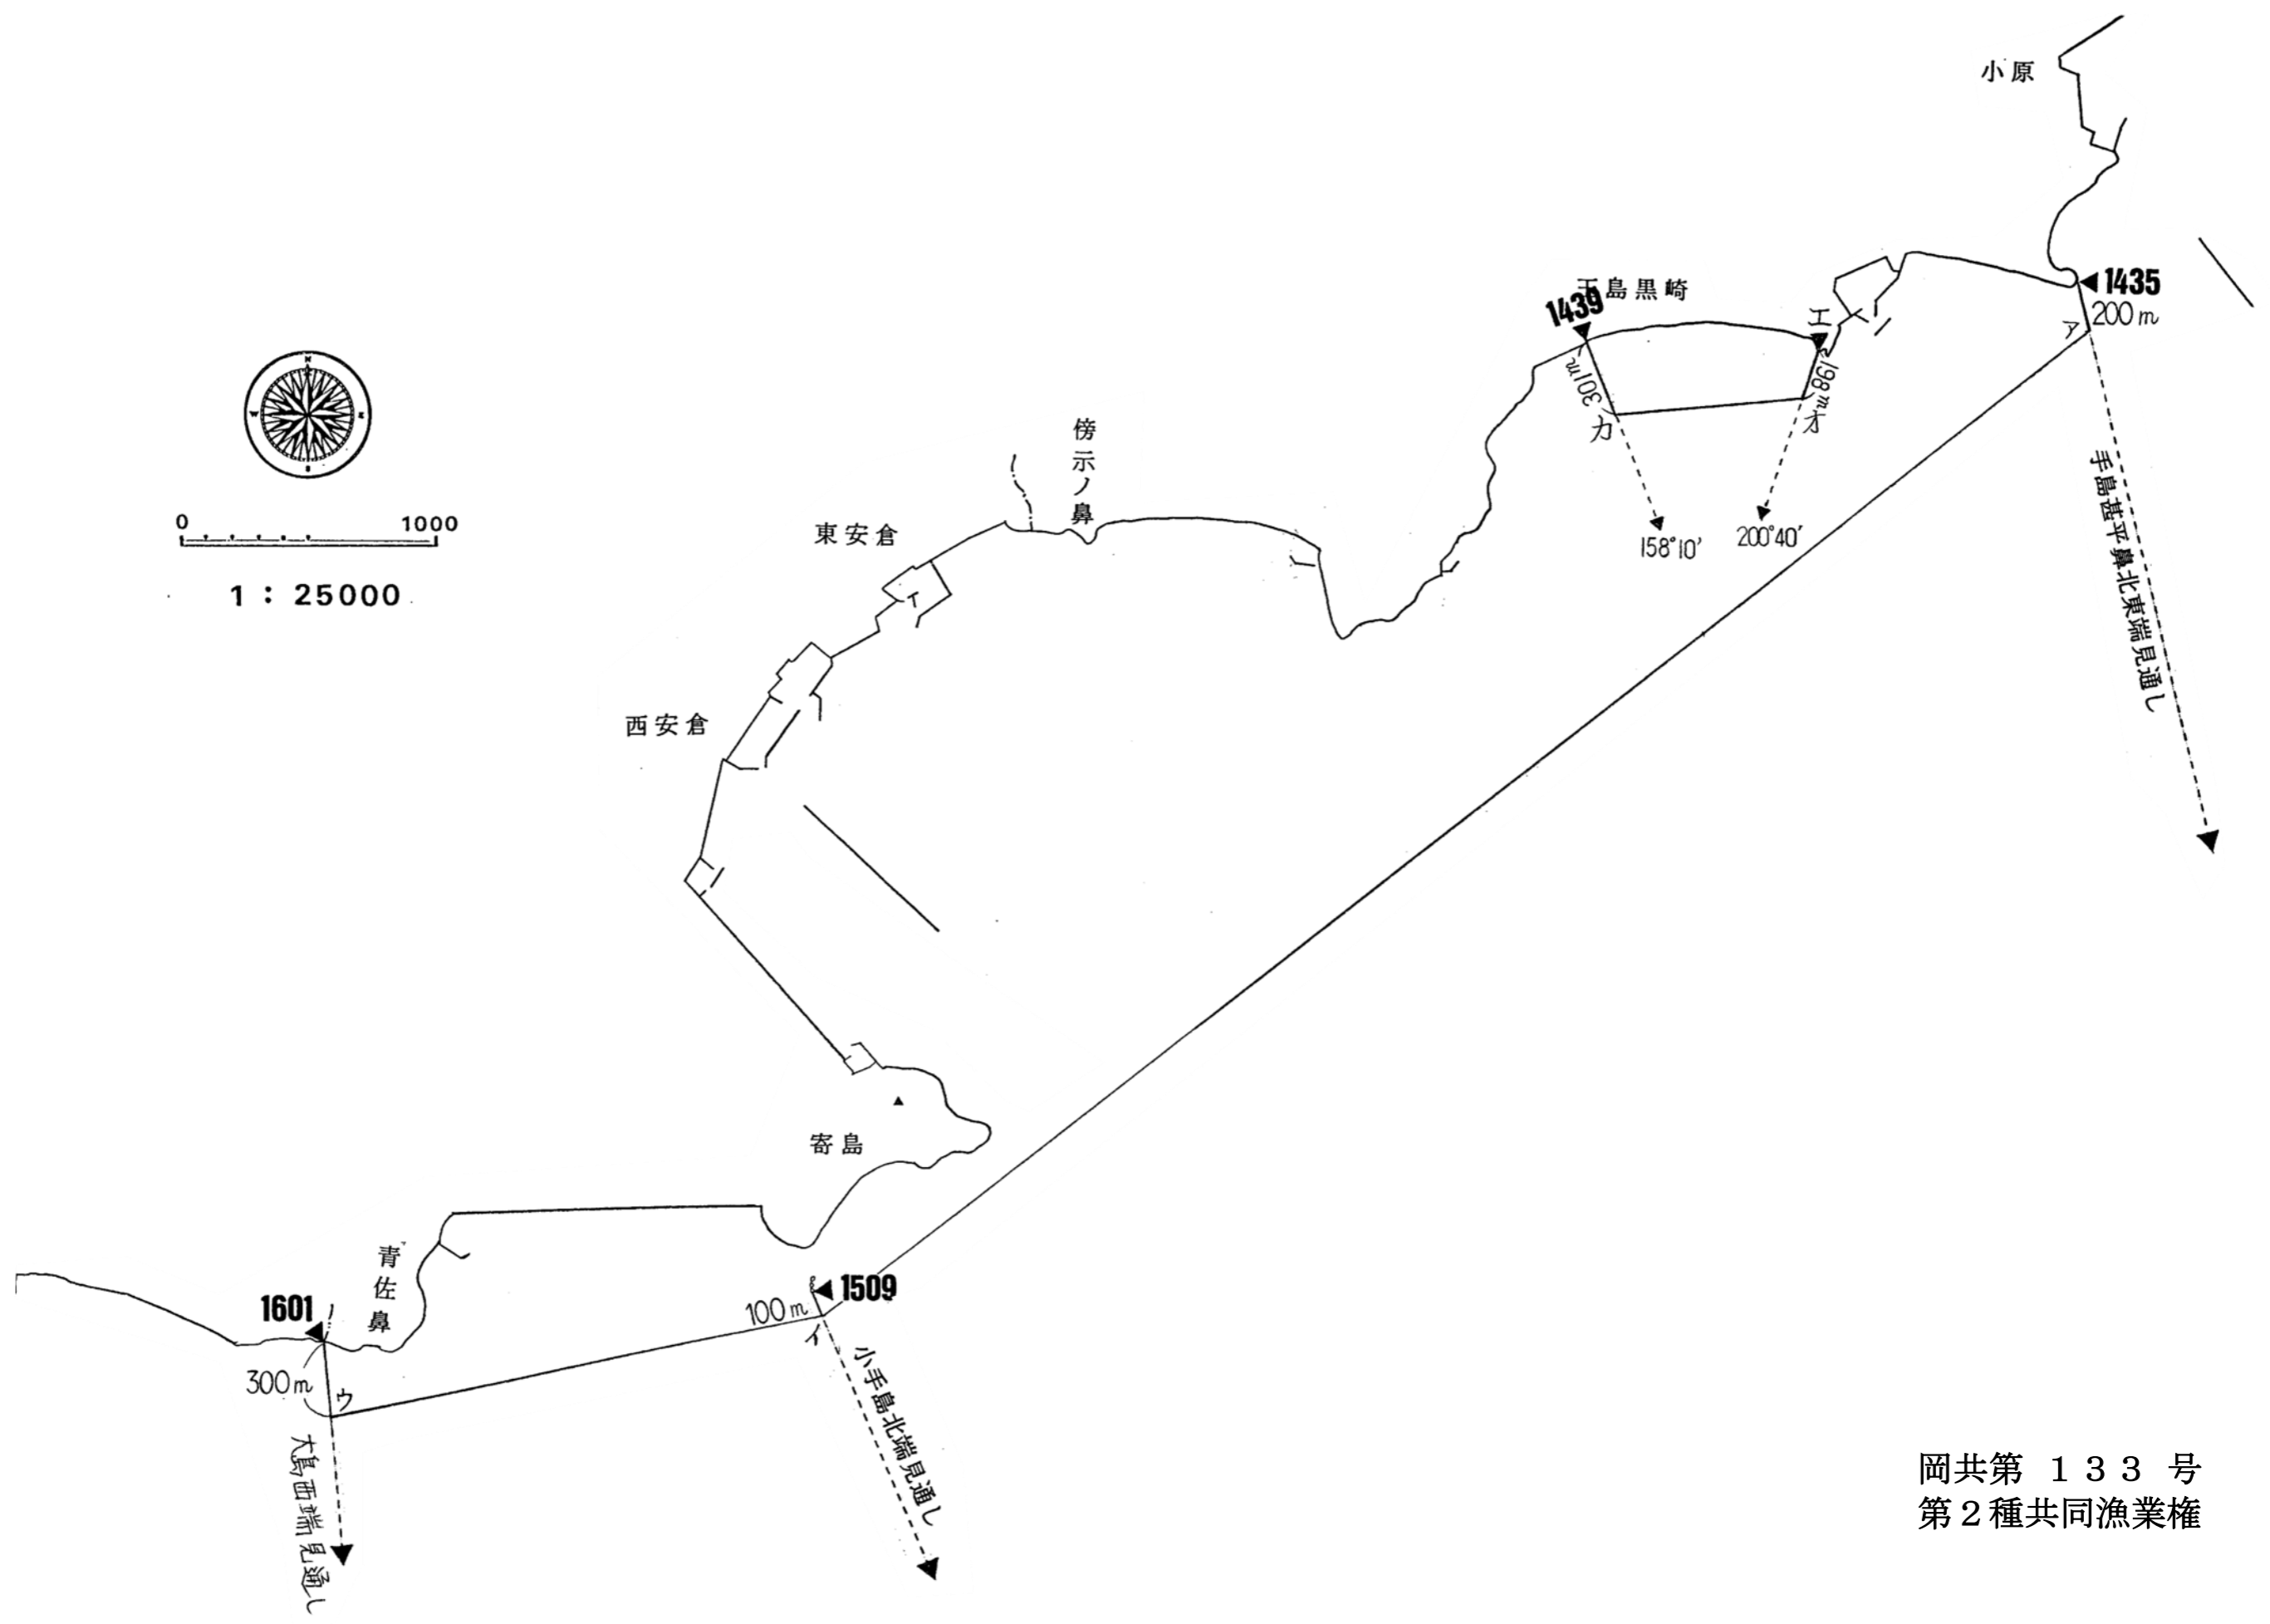 小原
1435
200m
ア
玉島黒崎
1439
エ
301m
198m
カ
オ
158°10′
200°40′
手島甚平鼻北東端見通し
傍示ノ鼻
東安倉
西安倉
0 1000
1 : 25000
寄島
青佐鼻
1601
1509
100m
イ
300m
ウ
小手島北端見通し
大島西端見通し
岡共第 １３３ 号
第２種共同漁業権